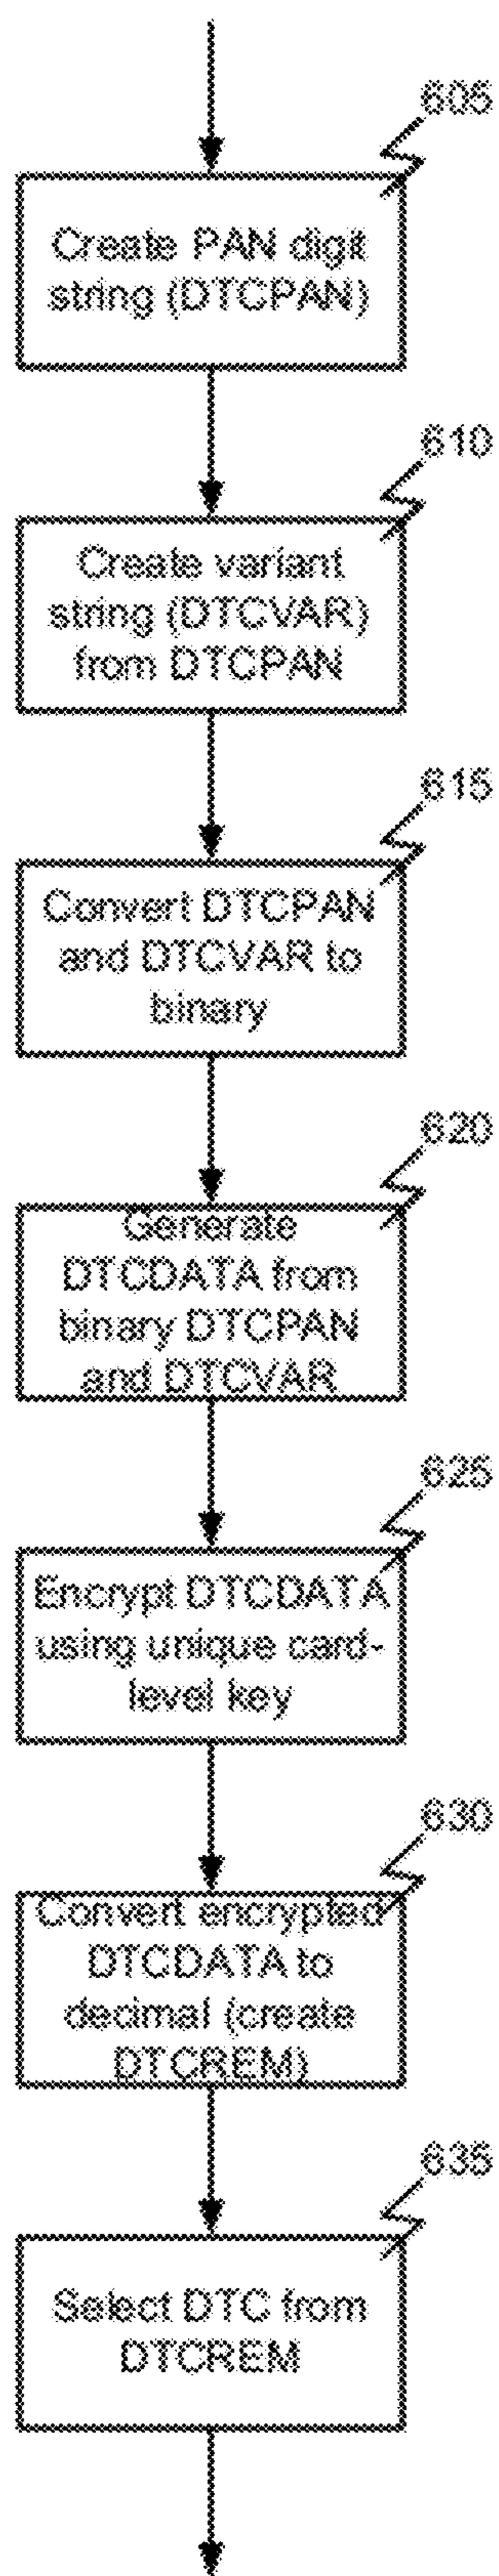 605
Create PAN digit
string (DTCPAN)
610
Create variant
string (DTCVAR)
from DTCPAN
615
Convert DTCPAN
and DTCVAR to
binary
620
Generate
DTCDATA from
binary DTCPAN
and DTCVAR
625
Encrypt DTCDATA
using unique card-
level key
630
Convert encrypted
DTCDATA to
decimal (create
DTCREM)
635
Select DTC from
DTCREM